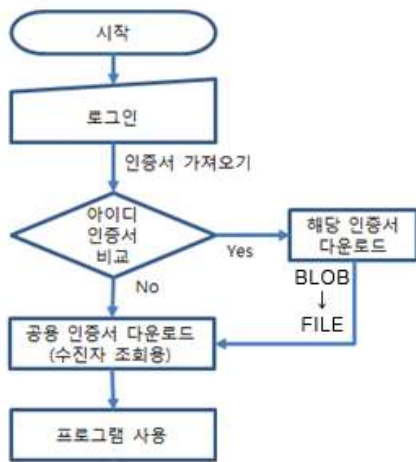 시작
로그인
인증서 가져오기
아이디
인증서
비교
Yes
해당 인증서
다운로드
BLOB
↓
FILE
No
공용 인증서 다운로드
(수진자 조회용)
프로그램 사용